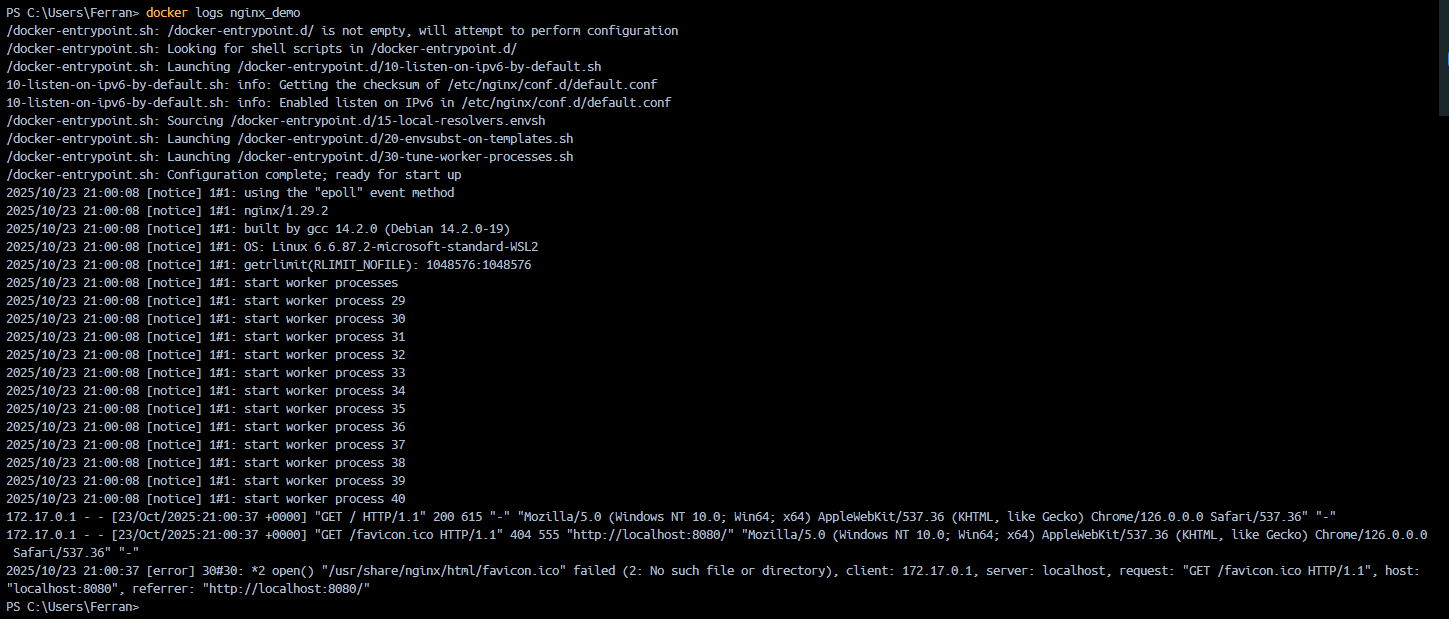 PS C:\Users\Ferran> docker logs nginx_demo
/docker-entrypoint.sh: /docker-entrypoint.d/ is not empty, will attempt to perform configuration
/docker-entrypoint.sh: Looking for shell scripts in /docker-entrypoint.d/
/docker-entrypoint.sh: Launching /docker-entrypoint.d/10-listen-on-ipv6-by-default.sh
10-listen-on-ipv6-by-default.sh: info: Getting the checksum of /etc/nginx/conf.d/default.conf
10-listen-on-ipv6-by-default.sh: info: Enabled listen on IPv6 in /etc/nginx/conf.d/default.conf
/docker-entrypoint.sh: Sourcing /docker-entrypoint.d/15-local-resolvers.envsh
/docker-entrypoint.sh: Launching /docker-entrypoint.d/20-envsubst-on-templates.sh
/docker-entrypoint.sh: Launching /docker-entrypoint.d/30-tune-worker-processes.sh
/docker-entrypoint.sh: Configuration complete; ready for start up
2025/10/23 21:00:08 [notice] 1#1: using the "epoll" event method
2025/10/23 21:00:08 [notice] 1#1: nginx/1.29.2
2025/10/23 21:00:08 [notice] 1#1: built by gcc 14.2.0 (Debian 14.2.0-19)
2025/10/23 21:00:08 [notice] 1#1: OS: Linux 6.6.87.2-microsoft-standard-WSL2
2025/10/23 21:00:08 [notice] 1#1: getrlimit(RLIMIT_NOFILE): 1048576:1048576
2025/10/23 21:00:08 [notice] 1#1: start worker processes
2025/10/23 21:00:08 [notice] 1#1: start worker process 29
2025/10/23 21:00:08 [notice] 1#1: start worker process 30
2025/10/23 21:00:08 [notice] 1#1: start worker process 31
2025/10/23 21:00:08 [notice] 1#1: start worker process 32
2025/10/23 21:00:08 [notice] 1#1: start worker process 33
2025/10/23 21:00:08 [notice] 1#1: start worker process 34
2025/10/23 21:00:08 [notice] 1#1: start worker process 35
2025/10/23 21:00:08 [notice] 1#1: start worker process 36
2025/10/23 21:00:08 [notice] 1#1: start worker process 37
2025/10/23 21:00:08 [notice] 1#1: start worker process 38
2025/10/23 21:00:08 [notice] 1#1: start worker process 39
2025/10/23 21:00:08 [notice] 1#1: start worker process 40
172.17.0.1 - - [23/Oct/2025:21:00:37 +0000] "GET / HTTP/1.1" 200 615 "-" "Mozilla/5.0 (Windows NT 10.0; Win64; x64) AppleWebKit/537.36 (KHTML, like Gecko) Chrome/126.0.0.0 Safari/537.36" "-"
172.17.0.1 - - [23/Oct/2025:21:00:37 +0000] "GET /favicon.ico HTTP/1.1" 404 555 "http://localhost:8080/" "Mozilla/5.0 (Windows NT 10.0; Win64; x64) AppleWebKit/537.36 (KHTML, like Gecko) Chrome/126.0.0.0
Safari/537.36" "-"
2025/10/23 21:00:37 [error] 30#30: *2 open() "/usr/share/nginx/html/favicon.ico" failed (2: No such file or directory), client: 172.17.0.1, server: localhost, request: "GET /favicon.ico HTTP/1.1", host:
"localhost:8080", referrer: "http://localhost:8080/"
PS C:\Users\Ferran>